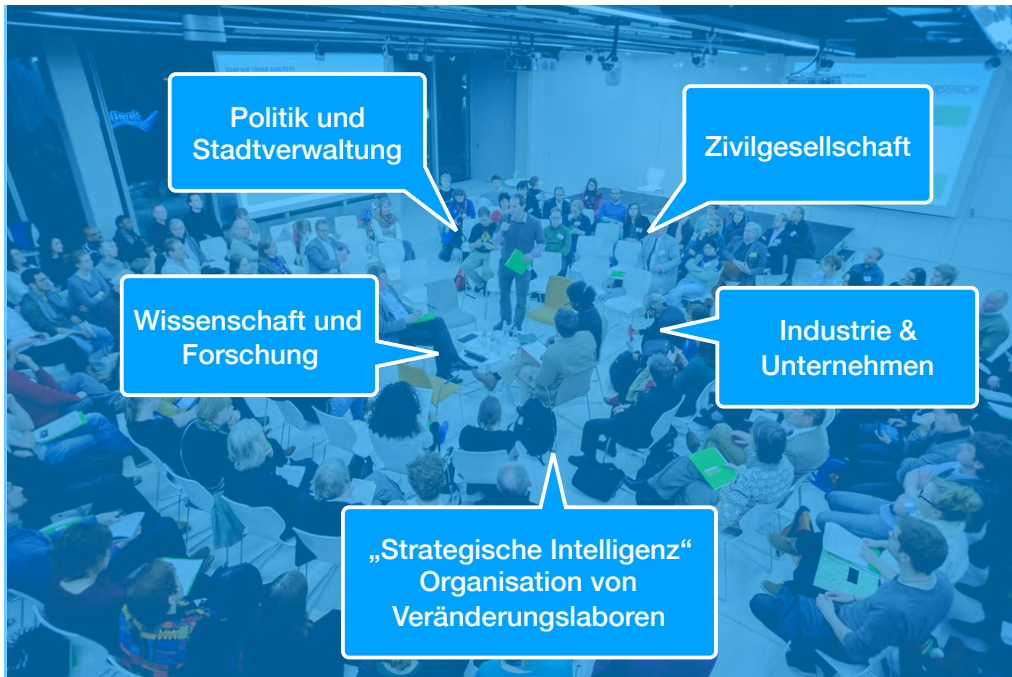 Politik und
Stadtverwaltung
Zivilgesellschaft
Wissenschaft und
Forschung
Industrie &
Unternehmen
„Strategische Intelligenz“
Organisation von
Veränderungslaboren